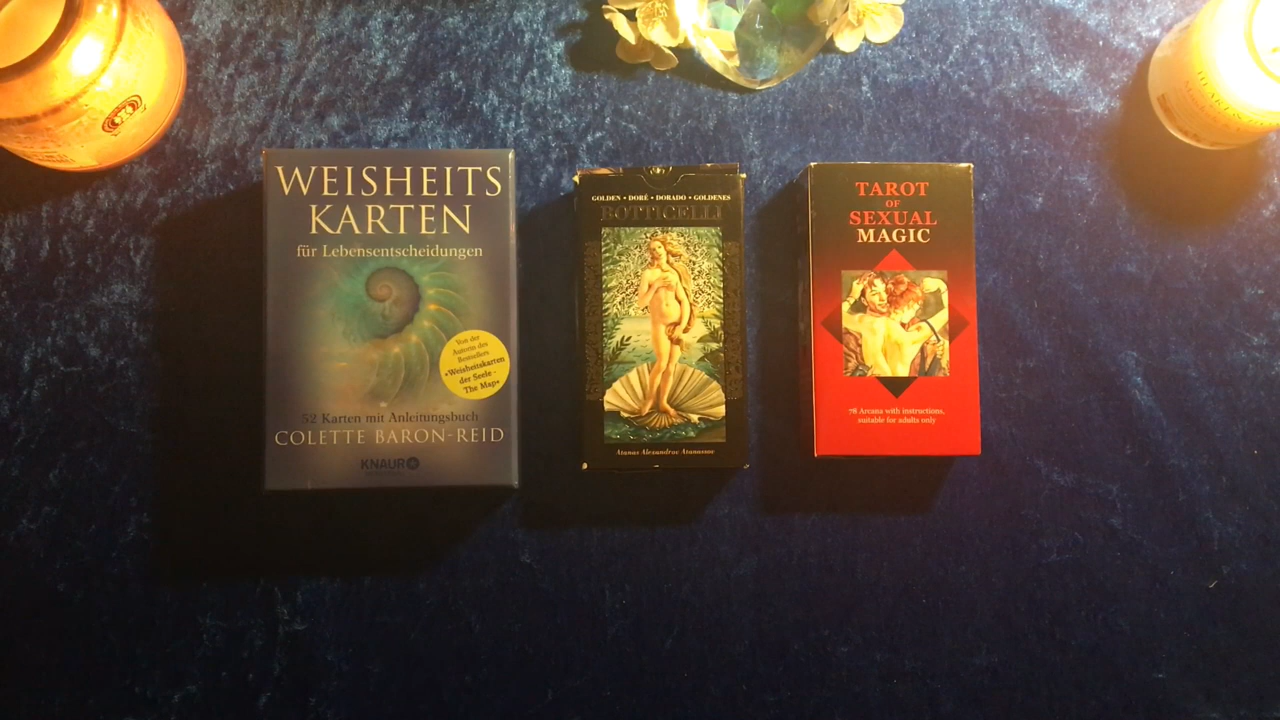 WEISHEITS
KARTEN
für Lebensentscheidungen
Von der
Autorin des
Bestsellers
»Weisheitskarten
der Seele -
The Map«
52 Karten mit Anleitungsbuch
COLETTE BARON-REID
KNAUR
GOLDEN • DORÉ • DORADO • GOLDENES
BOTTICELLI
Atanas Alexandrov Atanassov
TAROT
OF
SEXUAL
MAGIC
78 Arcana with instructions,
suitable for adults only